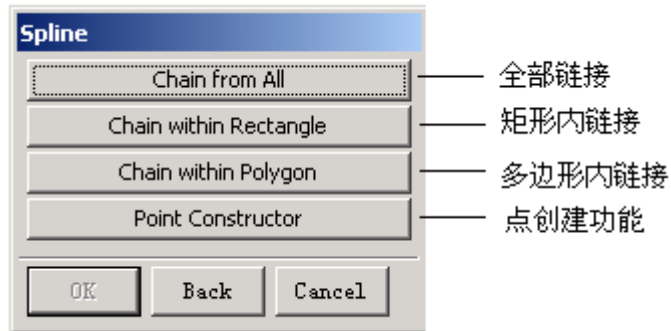 Spline
Chain from All 全部链接
Chain within Rectangle 矩形内链接
Chain within Polygon 多边形内链接
Point Constructor 点创建功能
OK Back Cancel